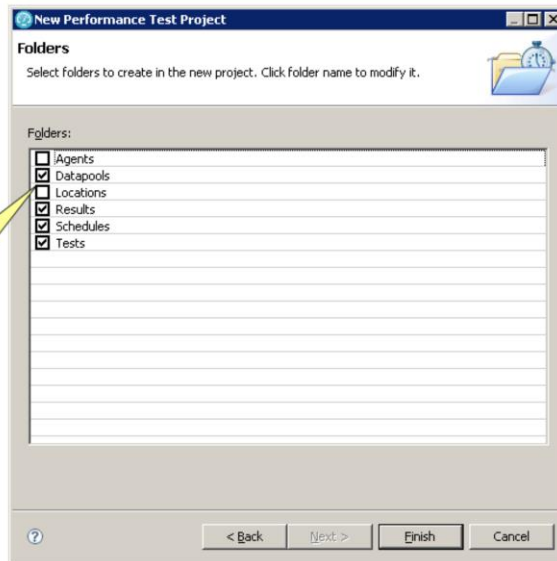 New Performance Test Project
Folders
Select folders to create in the new project. Click folder name to modify it.
Folders:
Agents
Datapools
Locations
Results
Schedules
Tests
?
< Back
Next >
Finish
Cancel